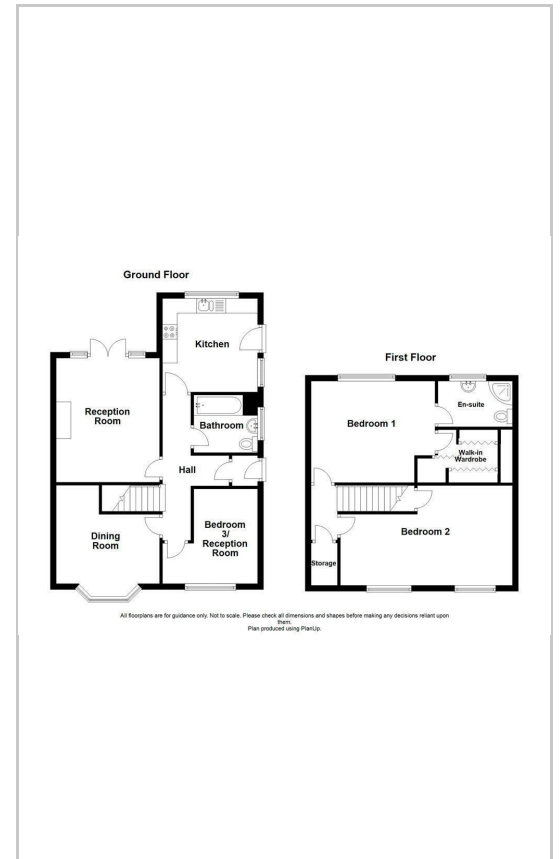 Ground Floor
Kitchen
Reception
Room
Bathroom
Hall
Dining
Room
Bedroom
3/
Reception
Room
First Floor
Bedroom 1
En-suite
Walk-in
Wardrobe
Bedroom 2
Storage
All floorplans are for guidance only. Not to scale. Please check all dimensions and shapes before making any decisions reliant upon
them.
Plan produced using PlanUp.